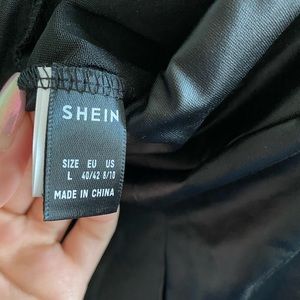 SHEIN
SIZE EU US
L 40/42 8/10
MADE IN CHINA